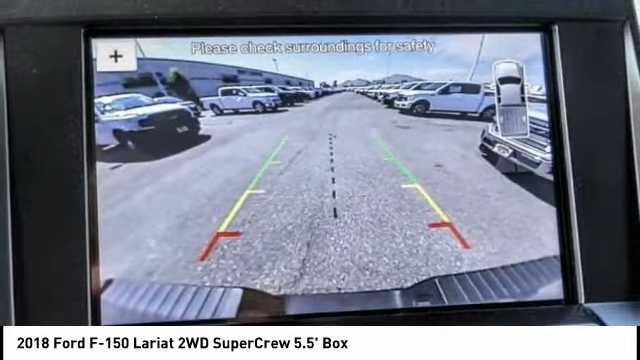 Please check surroundings for safety
+
2018 Ford F-150 Lariat 2WD SuperCrew 5.5' Box